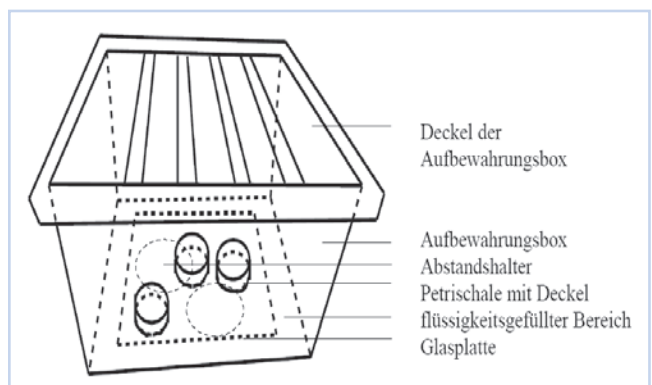 Deckel der
Aufbewahrungsbox
Aufbewahrungsbox
Abstandshalter
Petrischale mit Deckel
flüssigkeitsgefüllter Bereich
Glasplatte